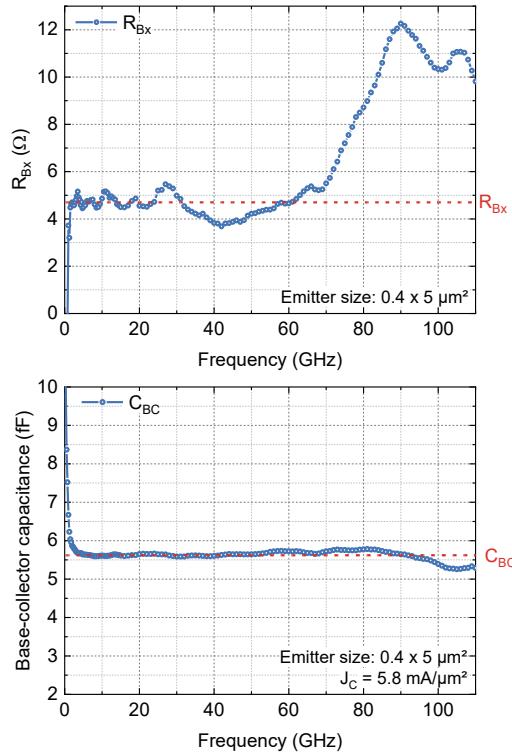 R_Bx
12
10
8
6
4
2
0
R_Bx (Ω)
R_Bx
Emitter size: 0.4 x 5 µm²
0 20 40 60 80 100
Frequency (GHz)
C_BC
10
9
8
7
6
5
4
3
2
Base-collector capacitance (fF)
C_BC
Emitter size: 0.4 x 5 µm²
J_C = 5.8 mA/µm²
0 20 40 60 80 100
Frequency (GHz)